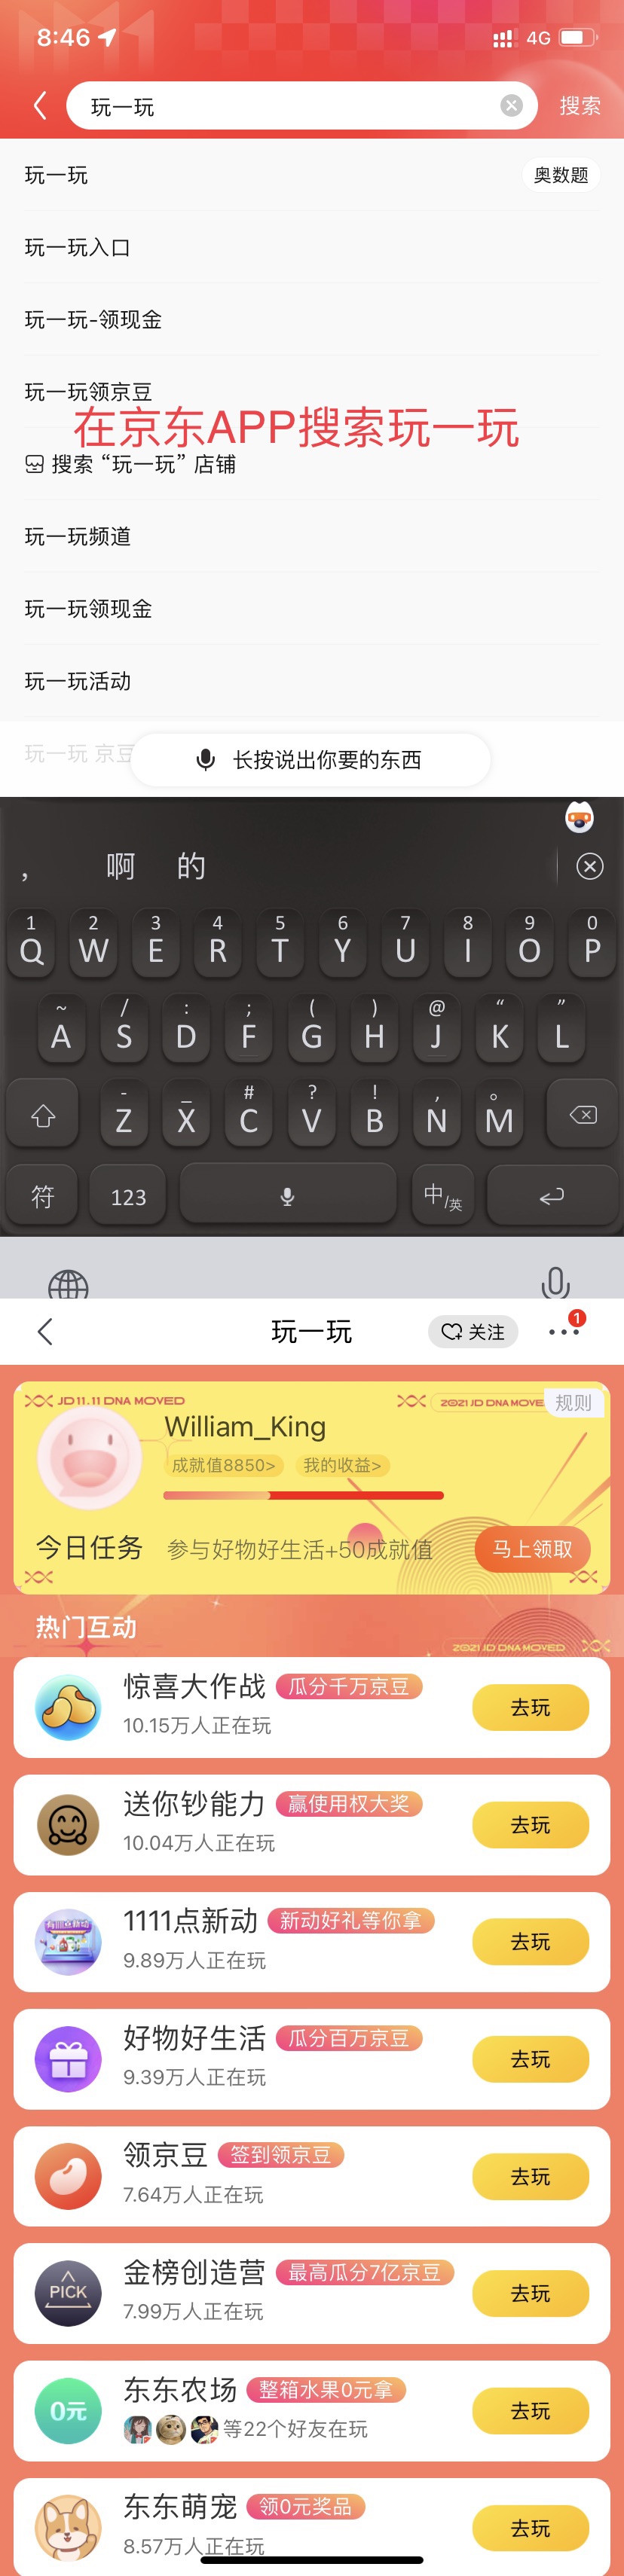 8:46
4G
玩一玩
搜索
玩一玩
奥数题
玩一玩入口
玩一玩-领现金
玩一玩领京豆
在京东APP搜索玩一玩
搜索 “玩一玩” 店铺
玩一玩频道
玩一玩领现金
玩一玩活动
玩一玩 京豆
长按说出你要的东西
, 啊 的
1 2 3 4 5 6 7 8 9 0
Q W E R T Y U I O P
~ / : ; ( ) @ “ ”
A S D F G H J K L
- _ # ? ! , 。
Z X C V B N M
符 123 中/英
玩一玩
关注
1
JD11.11 DNA MOVED
2021 JD DNA MOVE
规则
William_King
成就值8850>
我的收益>
今日任务
参与好物好生活+50成就值
马上领取
热门互动
2021 JD DNA MOVED
惊喜大作战
瓜分千万京豆
10.15万人正在玩
去玩
送你钞能力
赢使用权大奖
10.04万人正在玩
去玩
1111点新动
新动好礼等你拿
9.89万人正在玩
去玩
好物好生活
瓜分百万京豆
9.39万人正在玩
去玩
领京豆
签到领京豆
7.64万人正在玩
去玩
PICK
金榜创造营
最高瓜分7亿京豆
7.99万人正在玩
去玩
0元
东东农场
整箱水果0元拿
等22个好友在玩
去玩
东东萌宠
领0元奖品
8.57万人正在玩
去玩